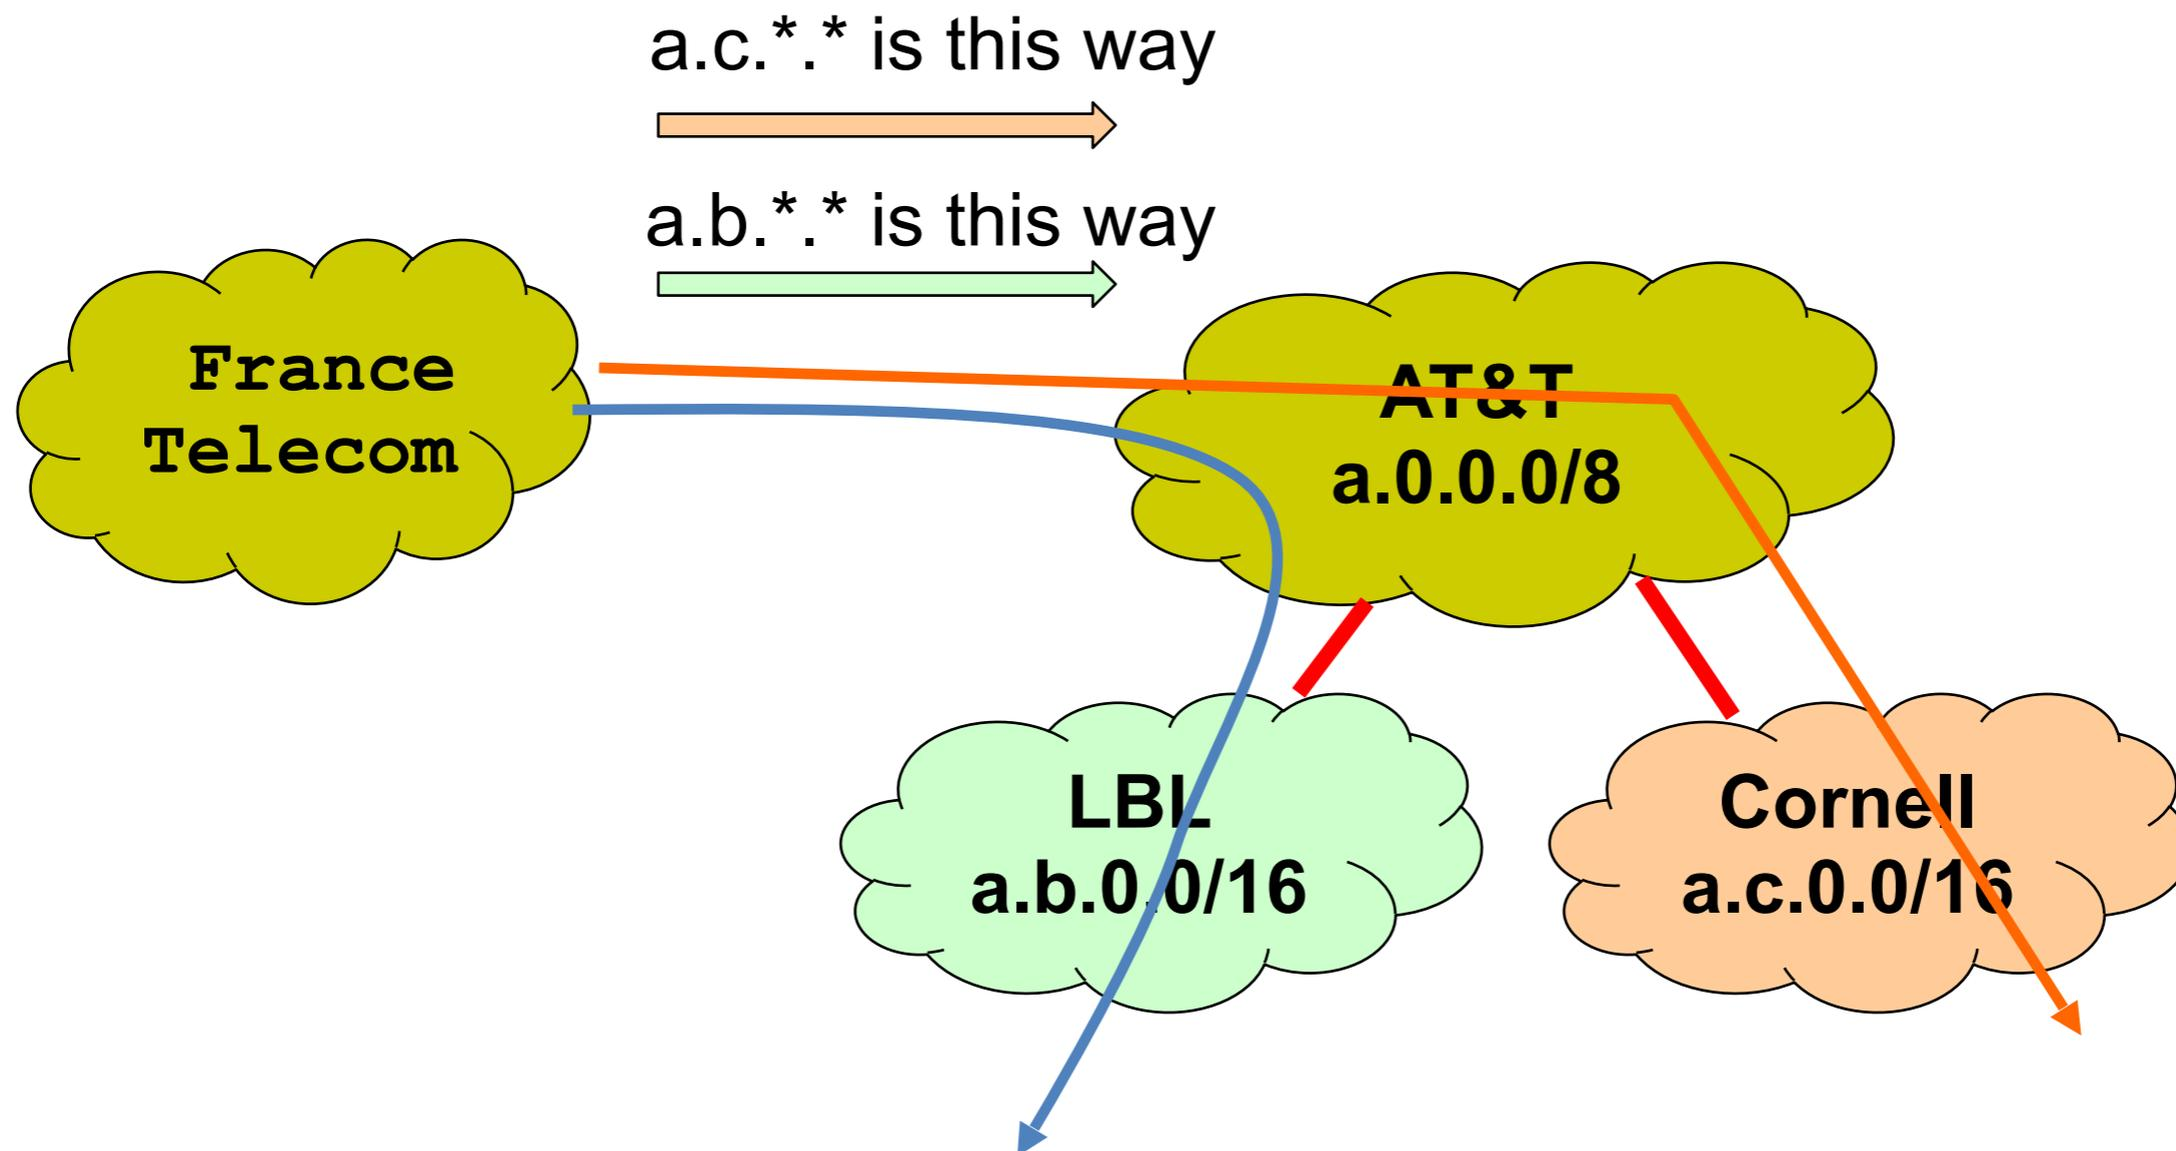 a.c.*.* is this way
a.b.*.* is this way
France
Telecom
AT&T
a.0.0.0/8
LBL
a.b.0.0/16
Cornell
a.c.0.0/16